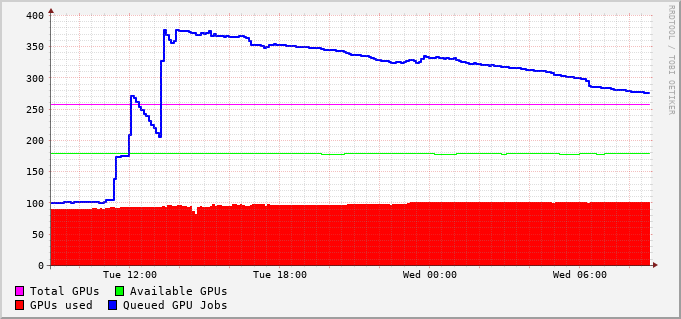 400
350
300
250
200
150
100
50
0
Tue 12:00 Tue 18:00 Wed 00:00 Wed 06:00
Total GPUs Available GPUs
GPUs used Queued GPU Jobs
RRDTOOL / TOBI OETIKER